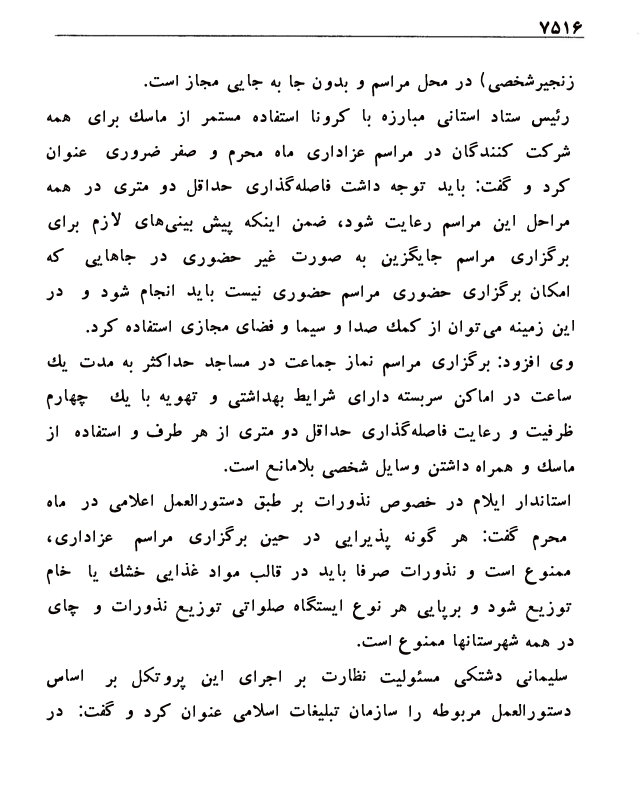 ۷۵۱۶
زنجیرشخصی) در محل مراسم و بدون جا به جایی مجاز است.
رئیس ستاد استانی مبارزه با کرونا استفاده مستمر از ماسك برای همه
شرکت کنندگان در مراسم عزاداری ماه محرم و صفر ضروری عنوان
کرد و گفت: باید توجه داشت فاصله‌گذاری حداقل دو متری در همه
مراحل این مراسم رعایت شود، ضمن اینکه پیش بینی‌های لازم برای
برگزاری مراسم جایگزین به صورت غیر حضوری در جاهایی که
امکان برگزاری حضوری مراسم حضوری نیست باید انجام شود و در
این زمینه می‌توان از کمك صدا و سیما و فضای مجازی استفاده کرد.
وی افزود: برگزاری مراسم نماز جماعت در مساجد حداکثر به مدت یك
ساعت در اماکن سربسته دارای شرایط بهداشتی و تهویه با یك چهارم
ظرفیت و رعایت فاصله‌گذاری حداقل دو متری از هر طرف و استفاده از
ماسك و همراه داشتن وسایل شخصی بلامانع است.
استاندار ایلام در خصوص نذورات بر طبق دستورالعمل اعلامی در ماه
محرم گفت: هر گونه پذیرایی در حین برگزاری مراسم عزاداری،
ممنوع است و نذورات صرفا باید در قالب مواد غذایی خشك یا خام
توزیع شود و برپایی هر نوع ایستگاه صلواتی توزیع نذورات و چای
در همه شهرستانها ممنوع است.
سلیمانی دشتکی مسئولیت نظارت بر اجرای این پروتکل بر اساس
دستورالعمل مربوطه را سازمان تبلیغات اسلامی عنوان کرد و گفت: در